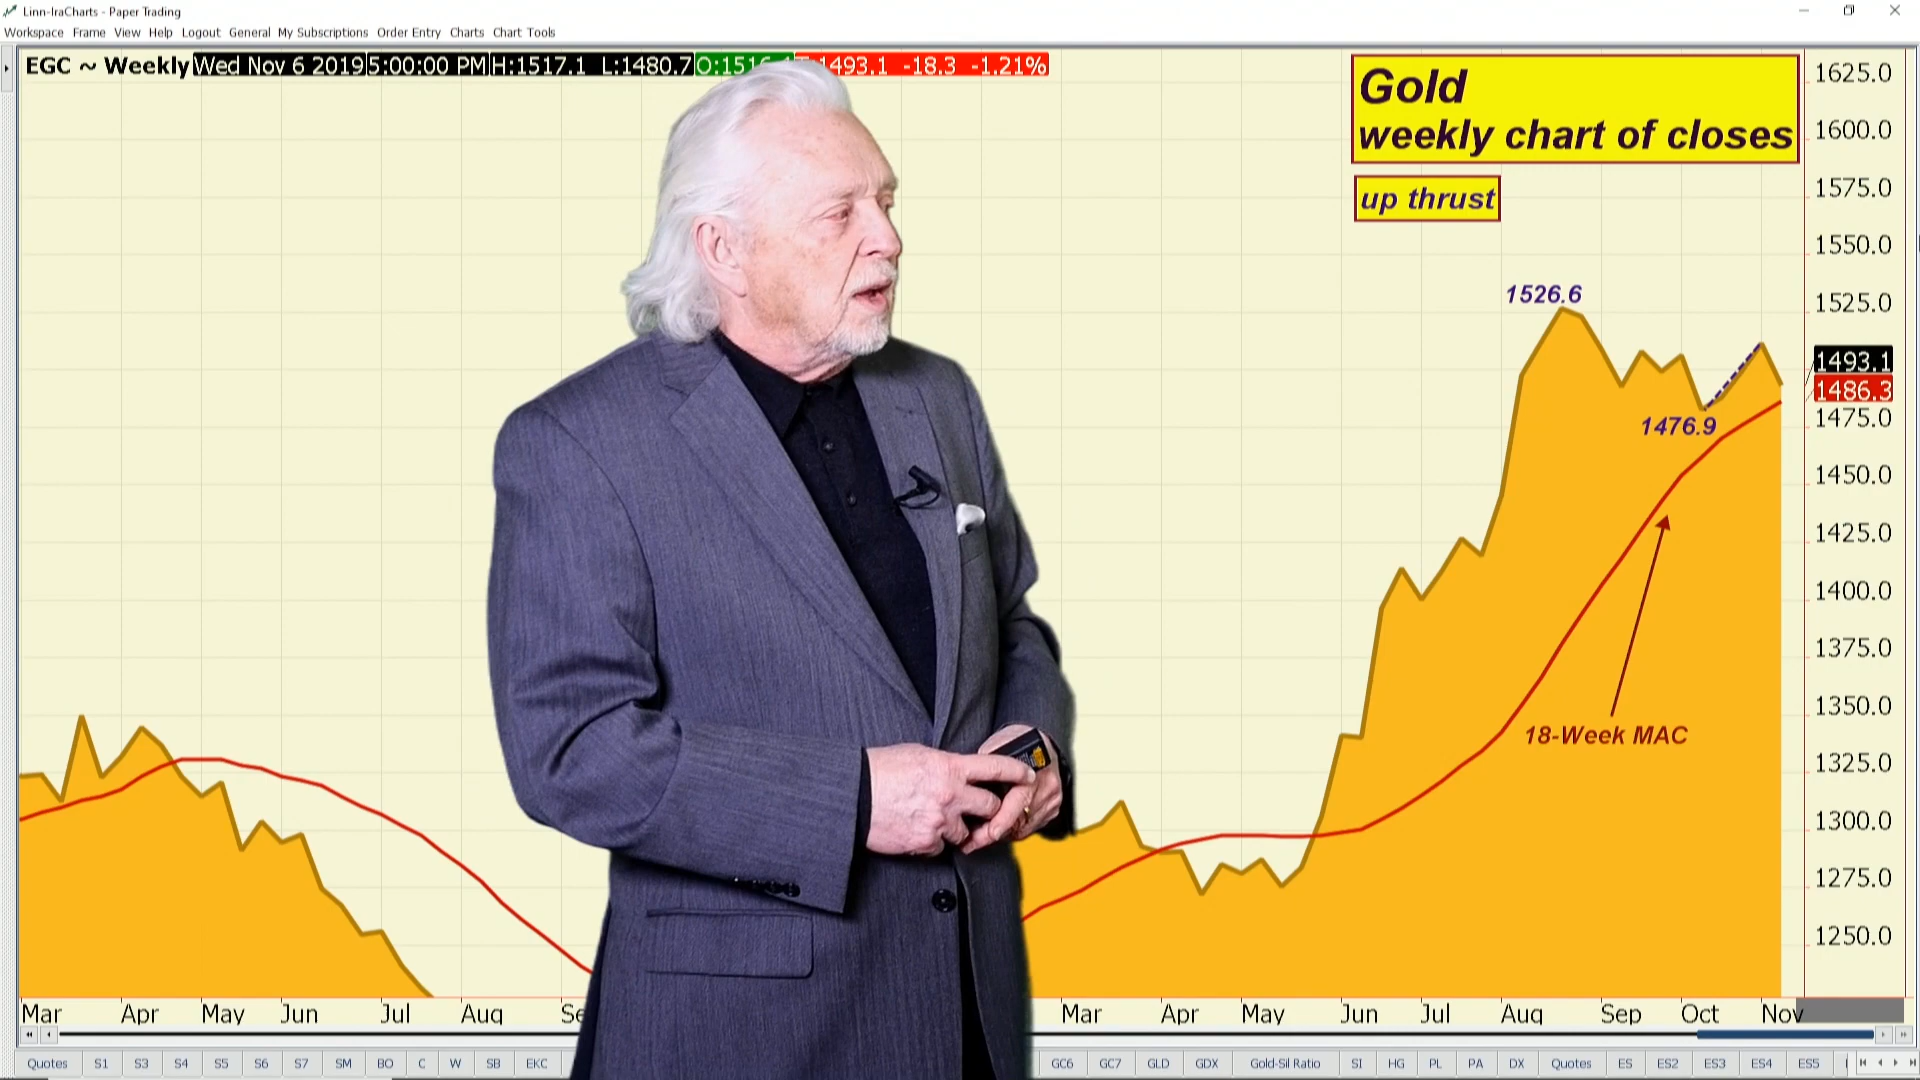 Linn-IraCharts - Paper Trading
Workspace Frame View Help Logout General My Subscriptions Order Entry Charts Chart Tools
EGC ~ Weekly Wed Nov 6 2019 5:00:00 PM H:1517.1 L:1480.7 1493.1 -18.3 -1.21%
Gold
weekly chart of closes
up thrust
1526.6
1476.9
18-Week MAC
1625.0
1600.0
1575.0
1550.0
1525.0
1493.1
1486.3
1475.0
1450.0
1425.0
1400.0
1375.0
1350.0
1325.0
1300.0
1275.0
1250.0
Mar Apr May Jun Jul Aug Mar Apr May Jun Jul Aug Sep Oct Nov
Quotes S1 S3 S4 S5 S6 S7 SM BO C W SB EKC GC6 GC7 GLD GDX Gold-Sil Ratio SI HG PL PA DX Quotes ES ES2 ES3 ES4 ES5